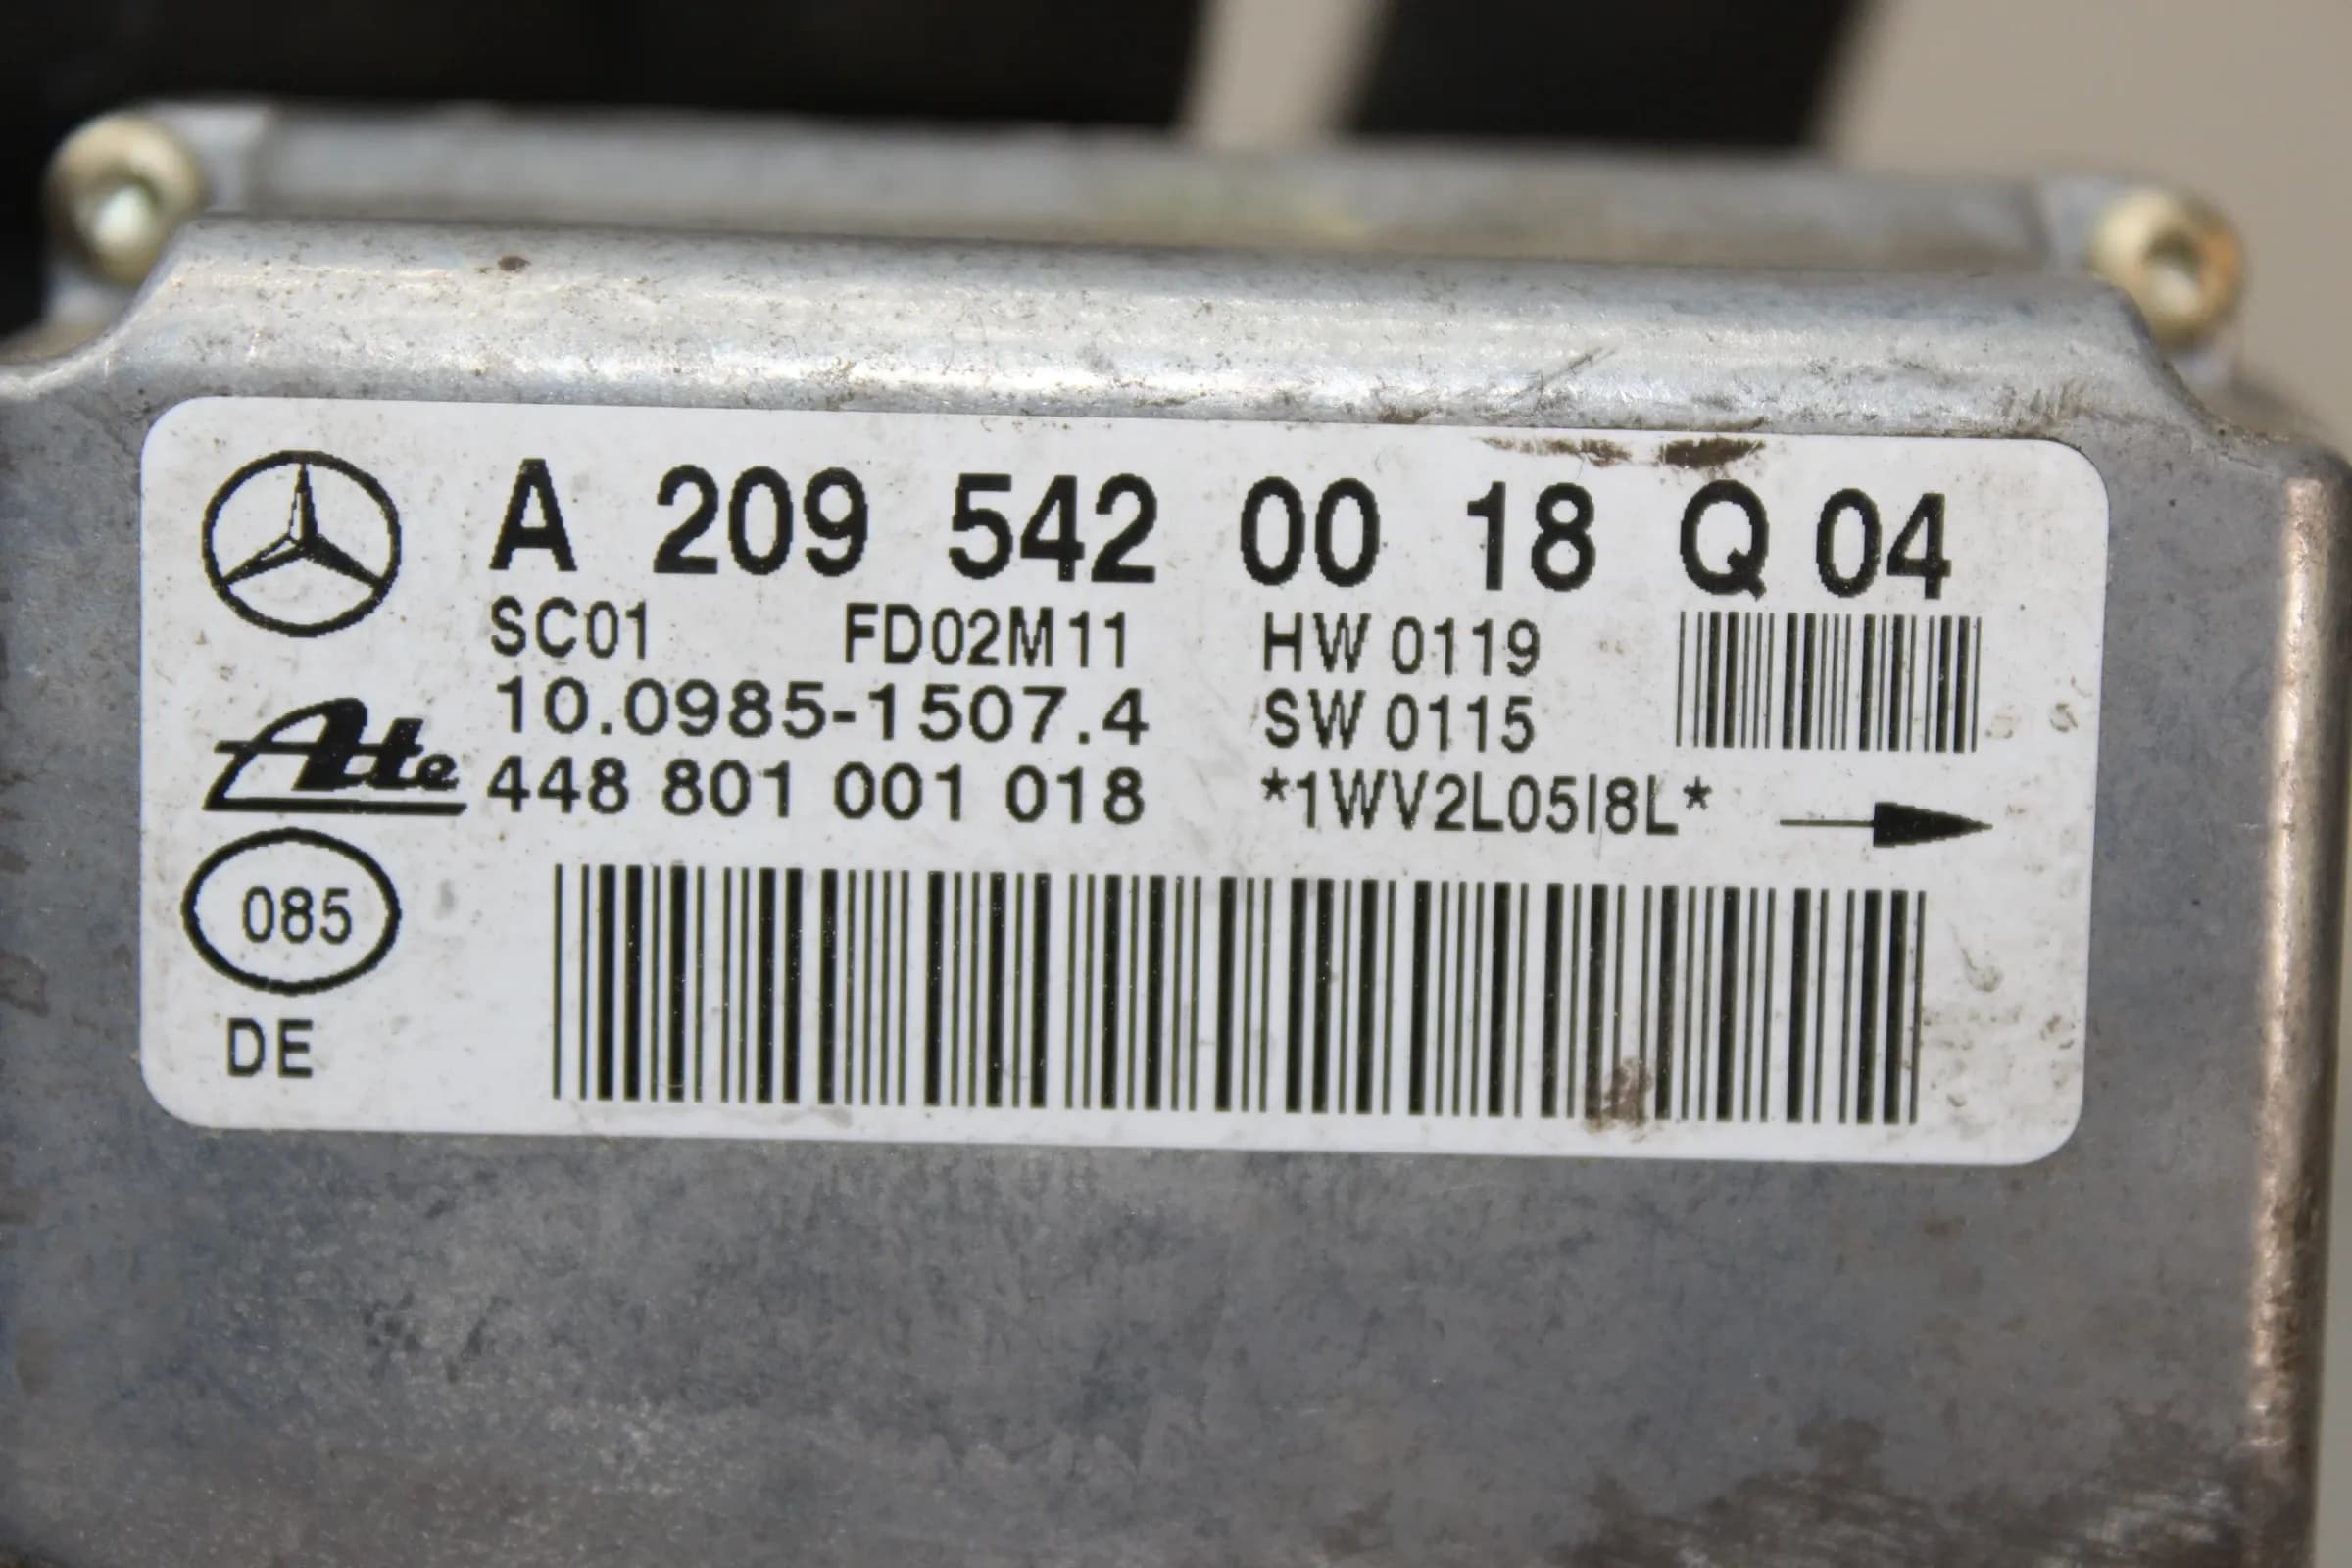 A 209 542 00 18 Q 04
SC01 FD02M11 HW 0119
10.0985-1507.4 SW 0115
Ate 448 801 001 018 *1WV2L05I8L*
085
DE